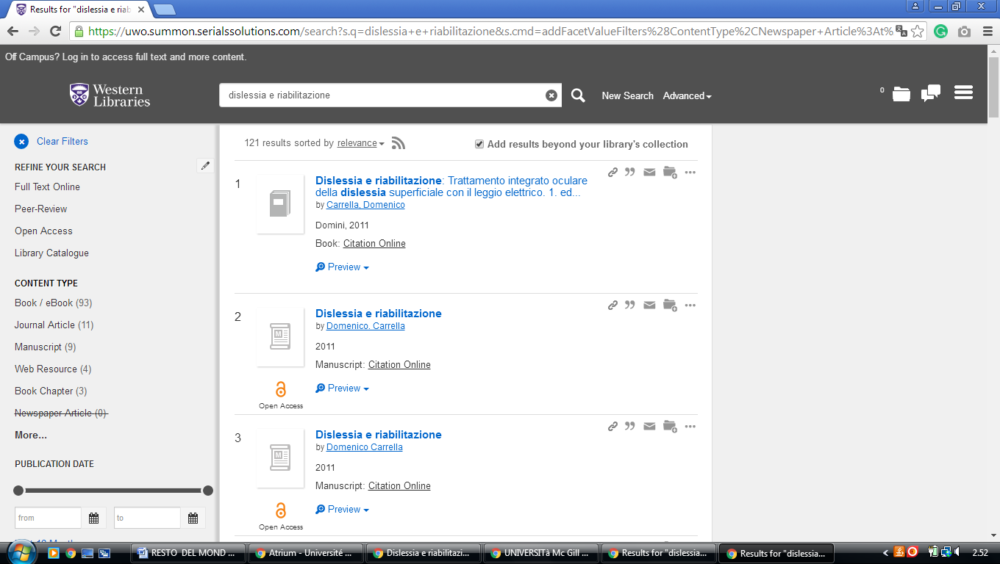 Results for "dislessia e riab
https://uwo.summon.serialssolutions.com/search?s.q=dislessia+e+riabilitazione&s.cmd=addFacetValueFilters%28ContentType%2CNewspaper+Article%3At%
Off Campus? Log in to access full text and more content.
Western
Libraries
dislessia e riabilitazione
New Search
Advanced
0
Clear Filters
REFINE YOUR SEARCH
Full Text Online
Peer-Review
Open Access
Library Catalogue
CONTENT TYPE
Book / eBook (93)
Journal Article (11)
Manuscript (9)
Web Resource (4)
Book Chapter (3)
Newspaper Article (0)
More...
PUBLICATION DATE
from
to
121 results sorted by relevance
Add results beyond your library's collection
1
Dislessia e riabilitazione: Trattamento integrato oculare
della dislessia superficiale con il leggio elettrico. 1. ed...
by Carrella, Domenico
Domini, 2011
Book: Citation Online
Preview
2
Dislessia e riabilitazione
by Domenico. Carrella
2011
Manuscript: Citation Online
Preview
Open Access
3
Dislessia e riabilitazione
by Domenico Carrella
2011
Manuscript: Citation Online
Preview
Open Access
RESTO DEL MOND ...
Atrium - Université ...
Dislessia e riabilitazi...
UNIVERSITà Mc Gill ...
Results for "dislessia...
Results for "dislessia...
2.52